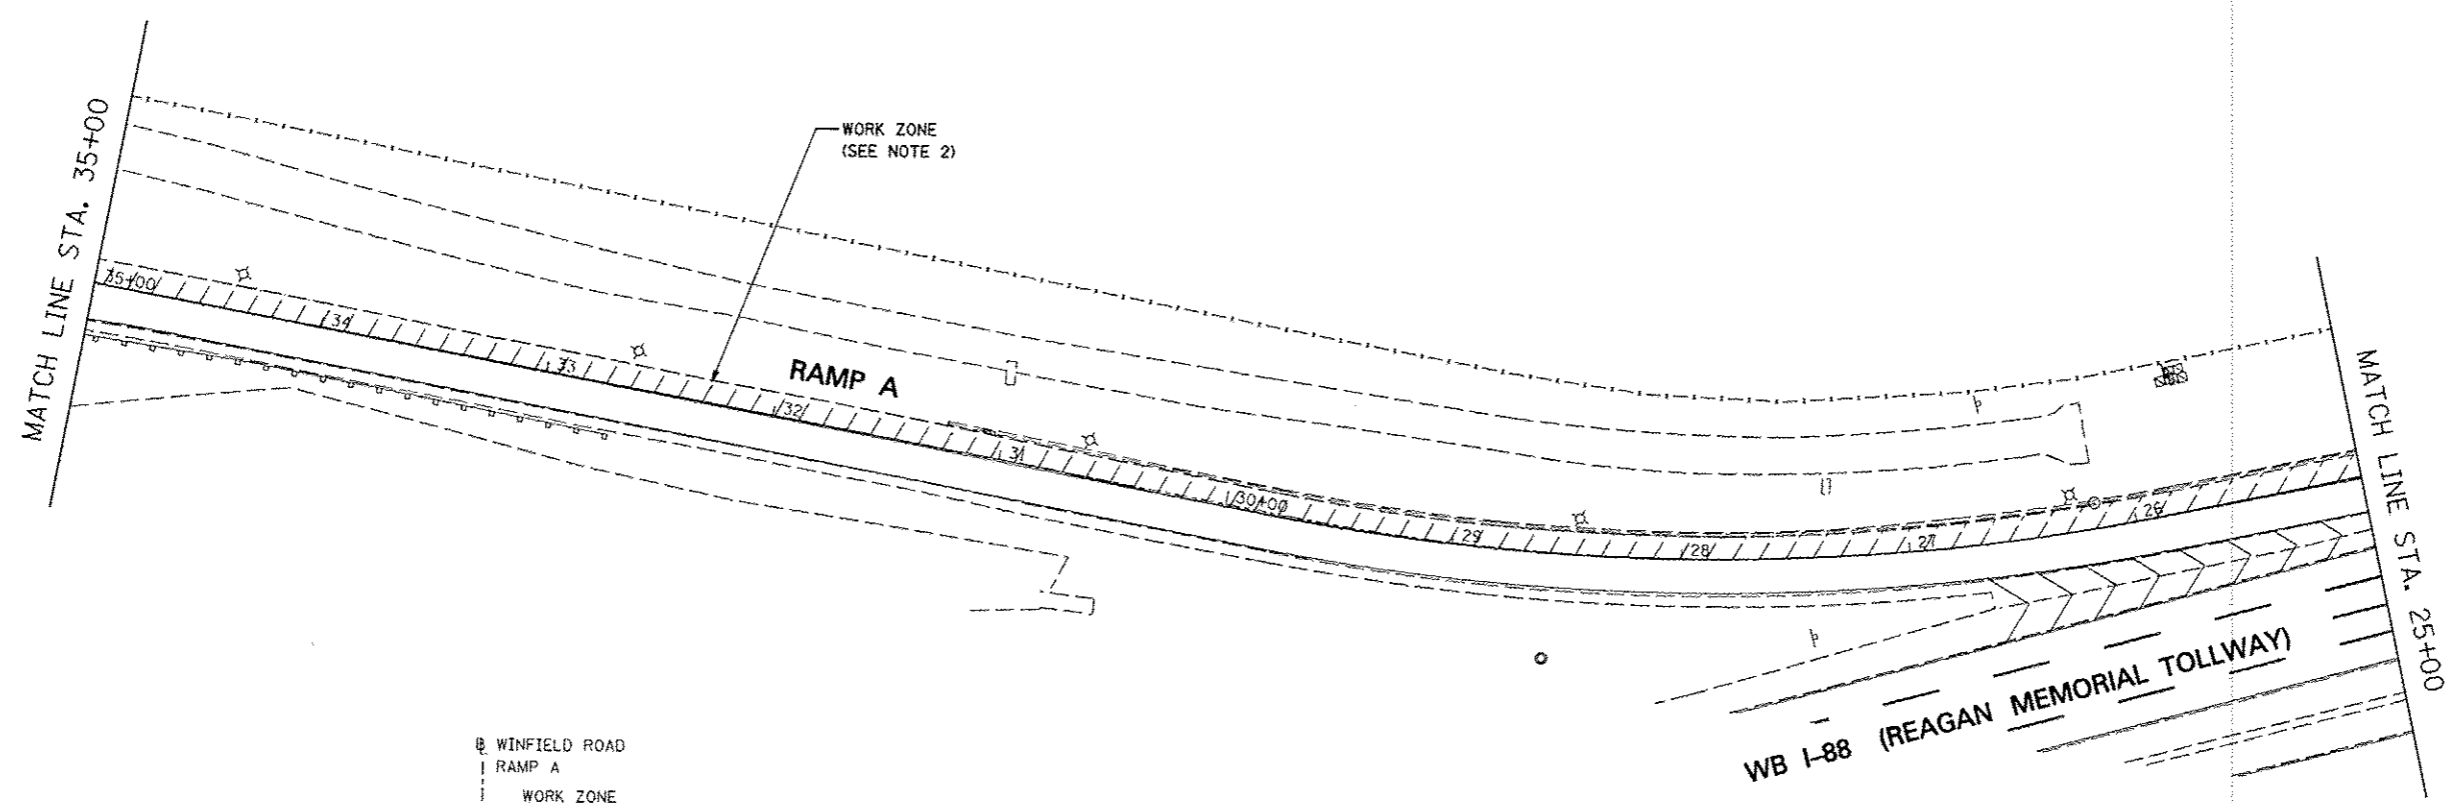 MATCH LINE STA. 35+00
WORK ZONE
(SEE NOTE 2)
RAMP A
35+00
34
33
32
31
30+00
29
28
27
26
MATCH LINE STA. 25+00
WB I-88 (REAGAN MEMORIAL TOLLWAY)
WINFIELD ROAD
RAMP A
WORK ZONE